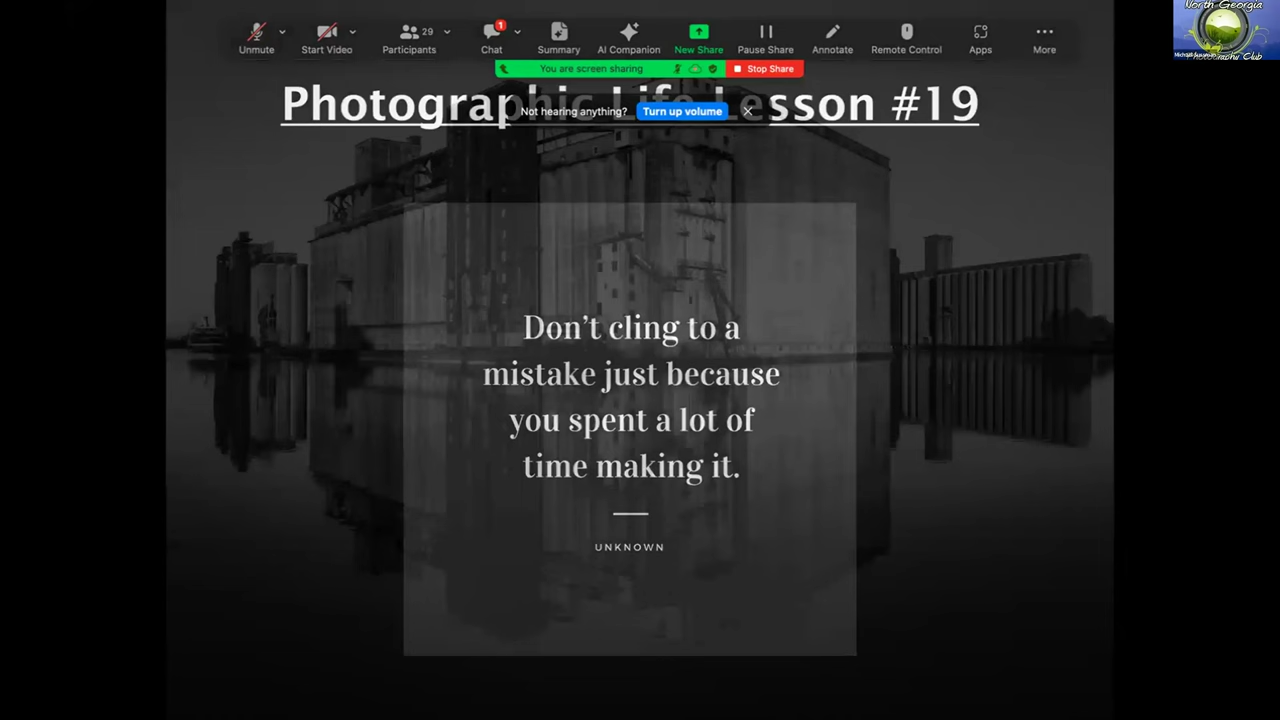 North Georgia
Photography Club
Unmute
Start Video
29
Participants
1
Chat
Summary
AI Companion
New Share
Pause Share
Annotate
Remote Control
Apps
More
You are screen sharing
Stop Share
Photographic Life Lesson #19
Not hearing anything? Turn up volume
Don't cling to a
mistake just because
you spent a lot of
time making it.
UNKNOWN